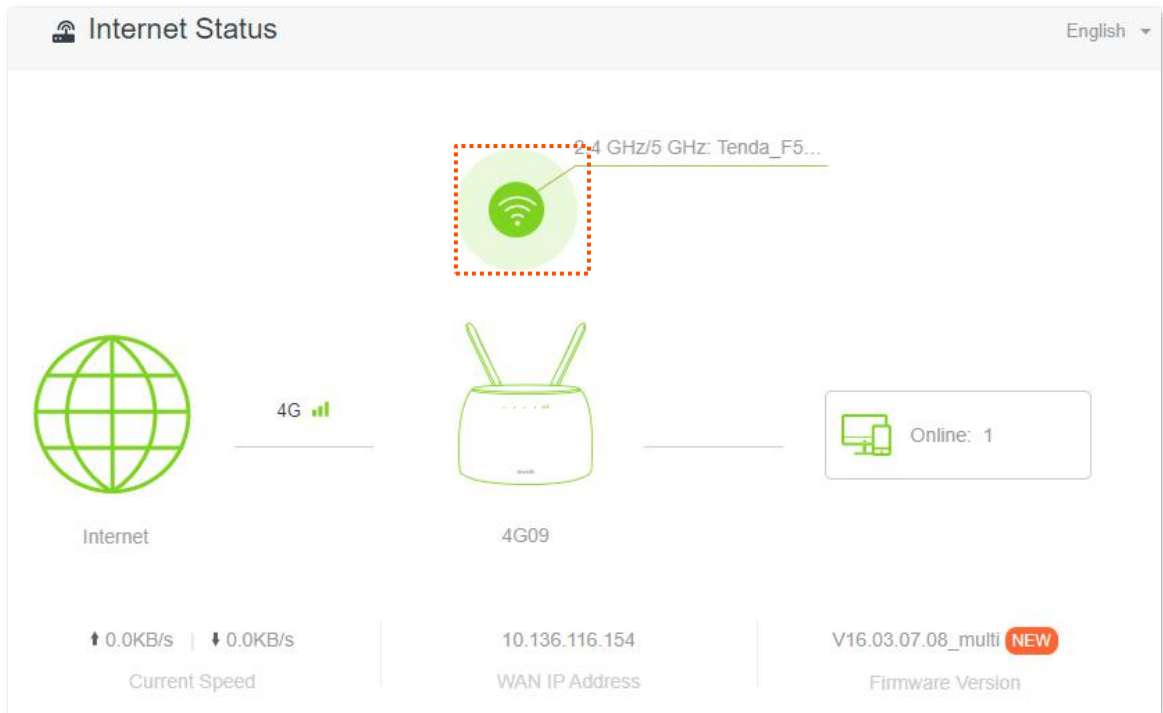 Internet Status
English
2.4 GHz/5 GHz: Tenda_F5...
4G
Online: 1
Internet
4G09
0.0KB/s | 0.0KB/s
10.136.116.154
V16.03.07.08_multi NEW
Current Speed
WAN IP Address
Firmware Version